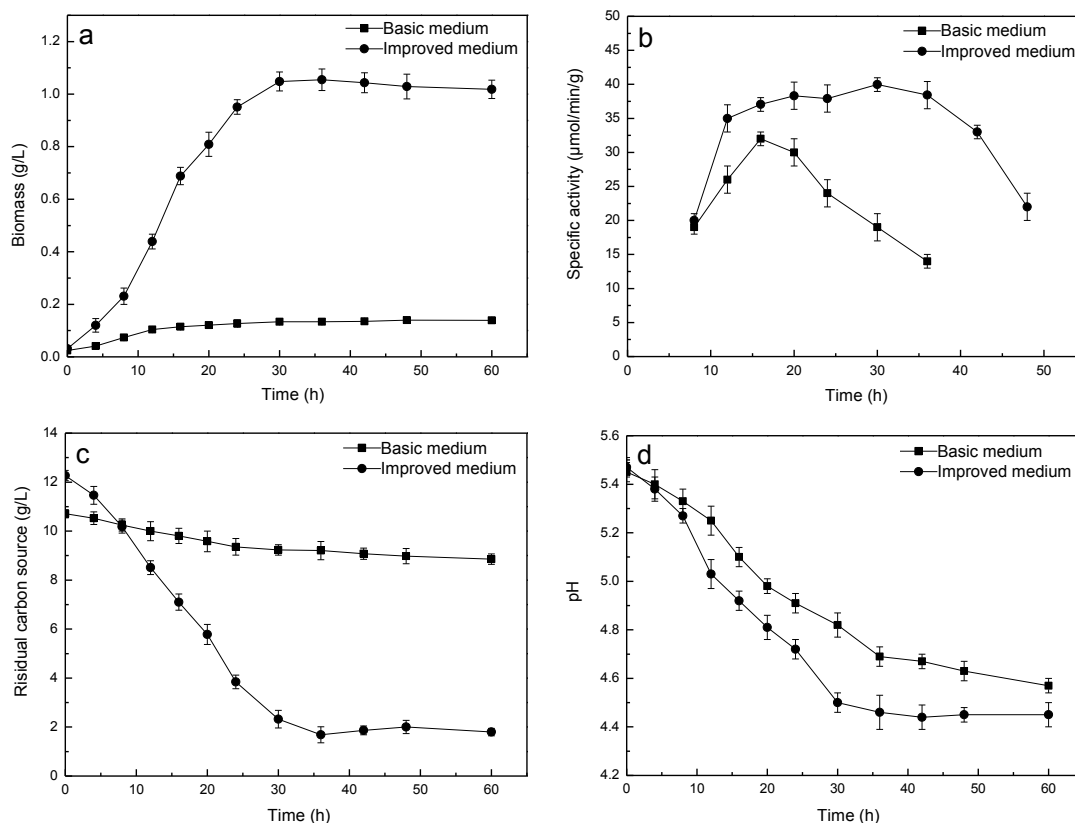 a
Basic medium
Improved medium
1.2
1.0
0.8
0.6
0.4
0.2
0.0
Biomass (g/L)
0 10 20 30 40 50 60
Time (h)
b
Basic medium
Improved medium
50
45
40
35
30
25
20
15
10
5
0
Specific activity (μmol/min/g)
0 10 20 30 40 50
Time (h)
c
Basic medium
Improved medium
14
12
10
8
6
4
2
0
Risidual carbon source (g/L)
0 10 20 30 40 50 60
Time (h)
d
Basic medium
Improved medium
5.6
5.4
5.2
5.0
4.8
4.6
4.4
4.2
pH
0 10 20 30 40 50 60
Time (h)